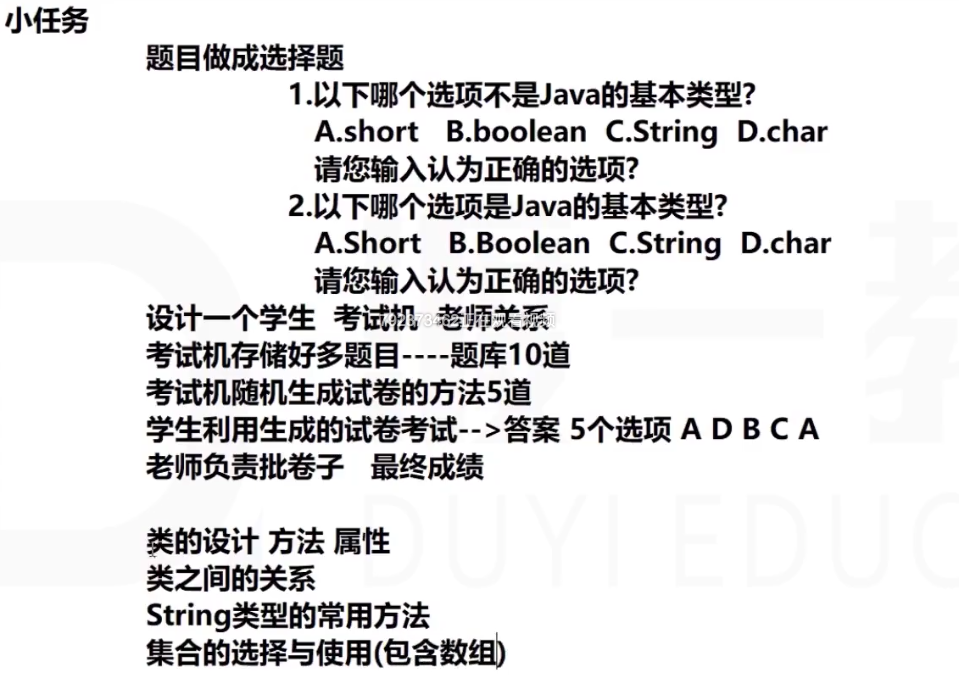 小任务
题目做成选择题
1.以下哪个选项不是Java的基本类型?
A.short B.boolean C.String D.char
请您输入认为正确的选项?
2.以下哪个选项是Java的基本类型?
A.Short B.Boolean C.String D.char
请您输入认为正确的选项?
设计一个学生 考试机 老师关系
考试机存储好多题目----题库10道
考试机随机生成试卷的方法5道
学生利用生成的试卷考试-->答案 5个选项 A D B C A
老师负责批卷子 最终成绩
类的设计 方法 属性
类之间的关系
String类型的常用方法
集合的选择与使用(包含数组)
DUYI EDUC